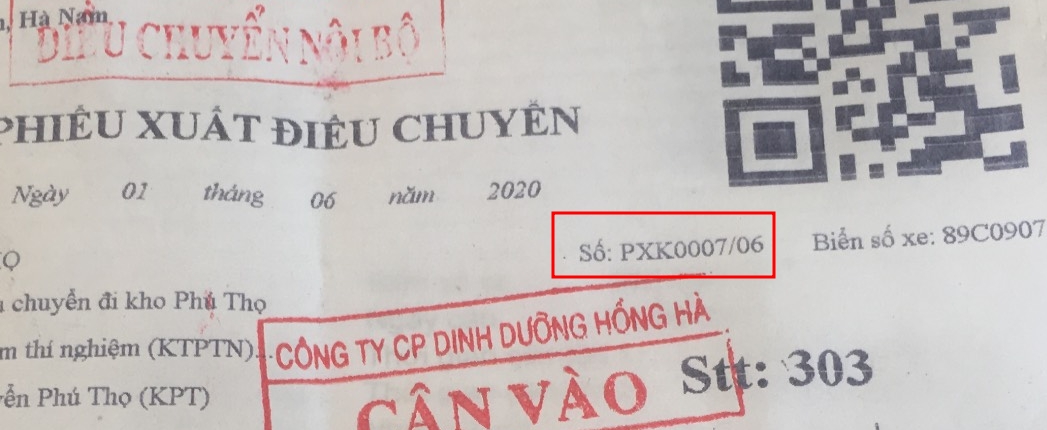 Hà Nam
ĐIỀU CHUYỂN NỘI BỘ
PHIẾU XUẤT ĐIỀU CHUYỂN
Ngày 01 tháng 06 năm 2020
Số: PXK0007/06 Biển số xe: 89C0907
chuyển đi kho Phú Thọ
thí nghiệm (KTPTN)
CÔNG TY CP DINH DƯỠNG HỒNG HÀ
Stt: 303
Phú Thọ (KPT)
CÂN VÀO